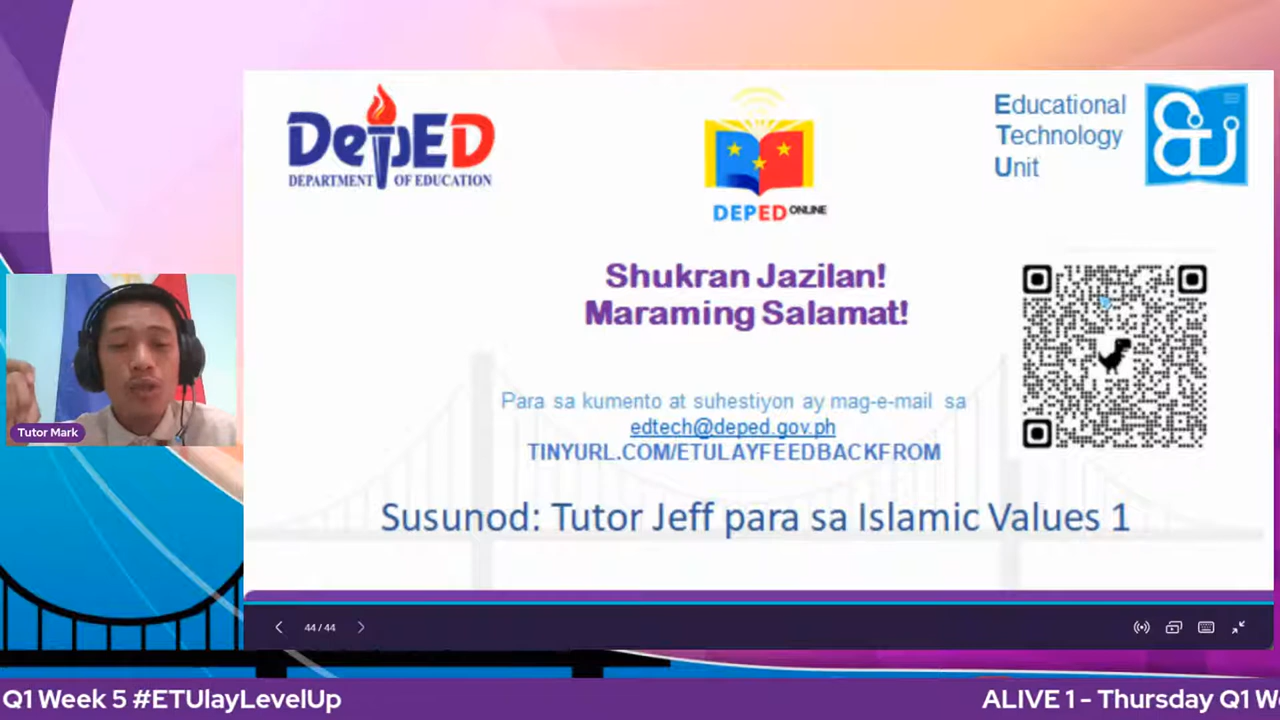 DepED
DEPARTMENT OF EDUCATION
DEPED ONLINE
Educational
Technology
Unit
Shukran Jazilan!
Maraming Salamat!
Para sa kumento at suhestiyon ay mag-e-mail sa
edtech@deped.gov.ph
TINYURL.COM/ETULAYFEEDBACKFROM
Susunod: Tutor Jeff para sa Islamic Values 1
Tutor Mark
44 / 44
Q1 Week 5 #ETUlayLevelUp
ALIVE 1 - Thursday Q1 We